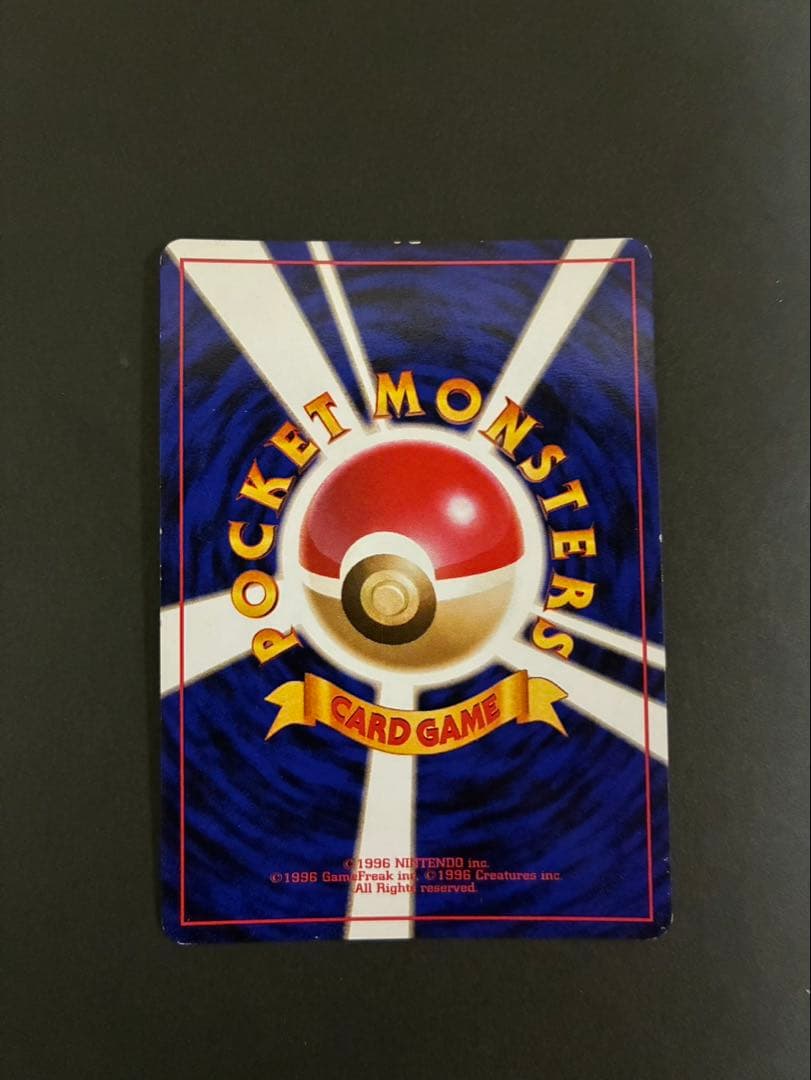 POCKET MONSTERS
CARD GAME
©1996 NINTENDO inc.
©1996 GameFreak inc. ©1996 Creatures inc.
All Rights reserved.